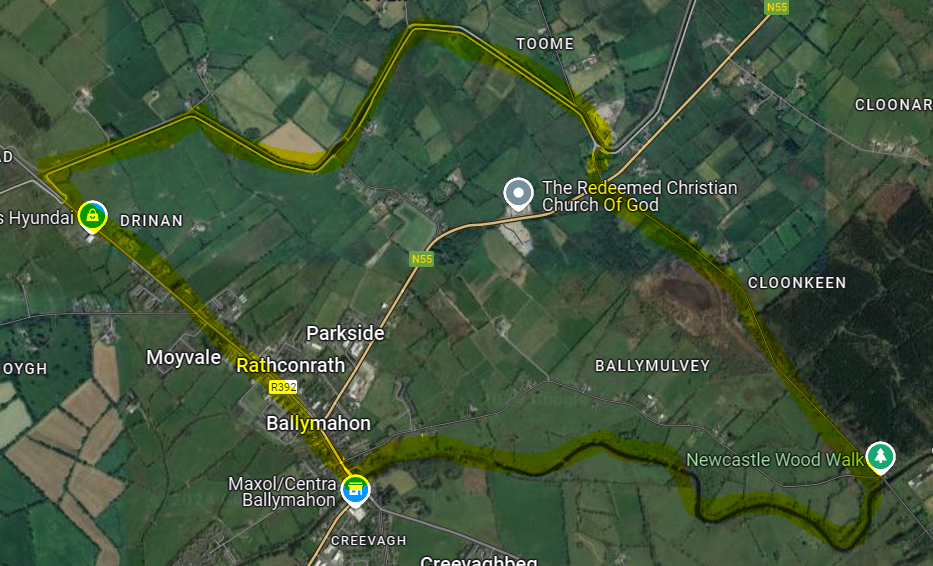 N55
TOOME
CLOONAR
AD
The Redeemed Christian
Church Of God
s Hyundai
DRINAN
N55
CLOONKEEN
Parkside
Moyvale
Rathconrath
OYGH
BALLYMULVEY
R392
Ballymahon
Newcastle Wood Walk
Maxol/Centra
Ballymahon
CREEVAGH
Creevaghbeg